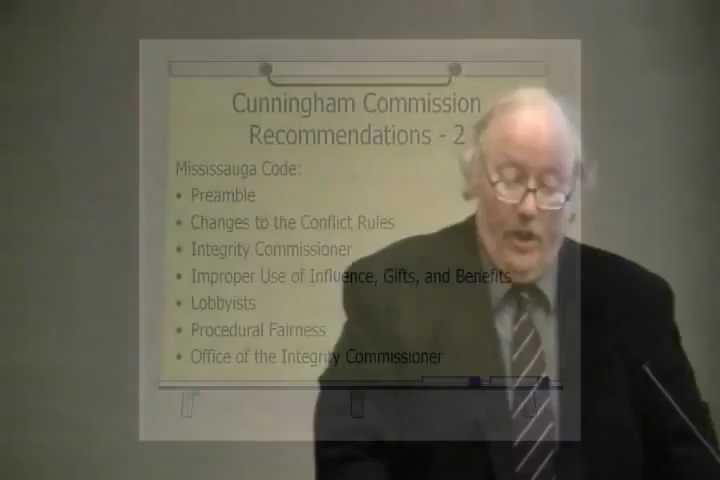 Cunningham Commission
Recommendations - 2
Mississauga Code:
• Preamble
• Changes to the Conflict Rules
• Integrity Commissioner
• Improper Use of Influence, Gifts, and Benefits
• Lobbyists
• Procedural Fairness
• Office of the Integrity Commissioner